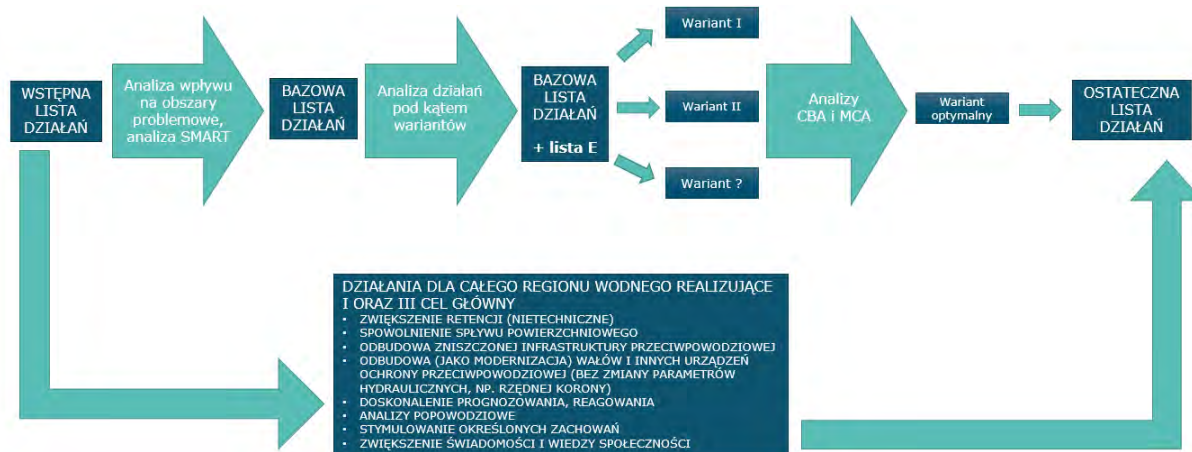 WSTĘPNA
LISTA
DZIAŁAŃ
Analiza wpływu
na obszary
problemowe,
analiza SMART
BAZOWA
LISTA
DZIAŁAŃ
Analiza działań
pod kątem
wariantów
BAZOWA
LISTA
DZIAŁAŃ
+ lista E
Wariant I
Wariant II
Wariant ?
Analizy
CBA i MCA
Wariant
optymalny
OSTATECZNA
LISTA
DZIAŁAŃ
DZIAŁANIA DLA CAŁEGO REGIONU WODNEGO REALIZUJĄCE
I ORAZ III CEL GŁÓWNY
• ZWIĘKSZENIE RETENCJI (NIETECHNICZNE)
• SPOWOLNIENIE SPŁYWU POWIERZCHNIOWEGO
• ODBUDOWA ZNISZCZONEJ INFRASTRUKTURY PRZECIWPOWODZIOWEJ
• ODBUDOWA (JAKO MODERNIZACJA) WAŁÓW I INNYCH URZĄDZEŃ
OCHRONY PRZECIWPOWODZIOWEJ (BEZ ZMIANY PARAMETRÓW
HYDRAULICZNYCH, NP. RZĘDNEJ KORONY)
• DOSKONALENIE PROGNOZOWANIA, REAGOWANIA
• ANALIZY POPOWODZIOWE
• STYMULOWANIE OKREŚLONYCH ZACHOWAŃ
• ZWIĘKSZENIE ŚWIADOMOŚCI I WIEDZY SPOŁECZNOŚCI